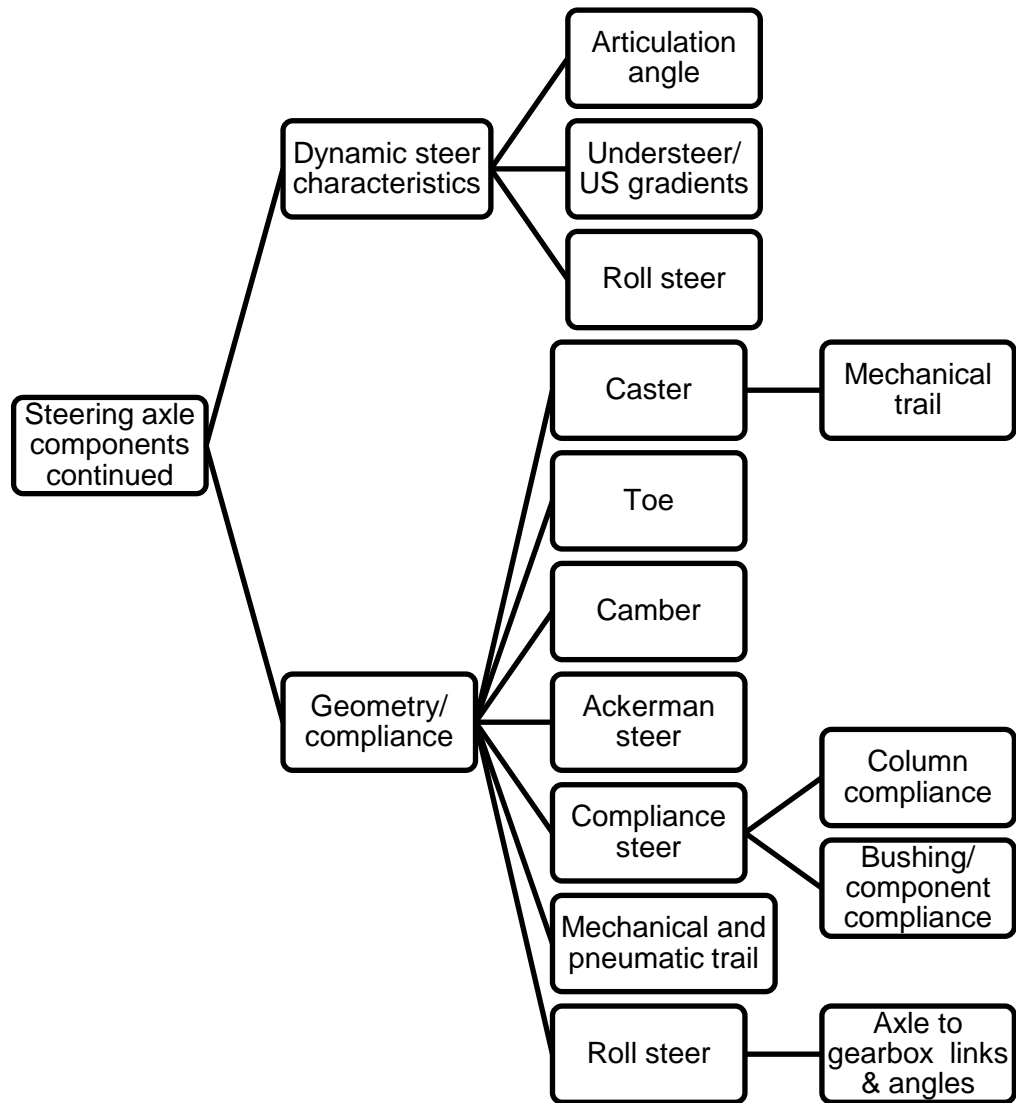 Articulation
angle
Dynamic steer
characteristics
Understeer/
US gradients
Roll steer
Steering axle
components
continued
Caster
Mechanical
trail
Toe
Camber
Geometry/
compliance
Ackerman
steer
Compliance
steer
Column
compliance
Bushing/
component
compliance
Mechanical and
pneumatic trail
Roll steer
Axle to
gearbox  links
& angles